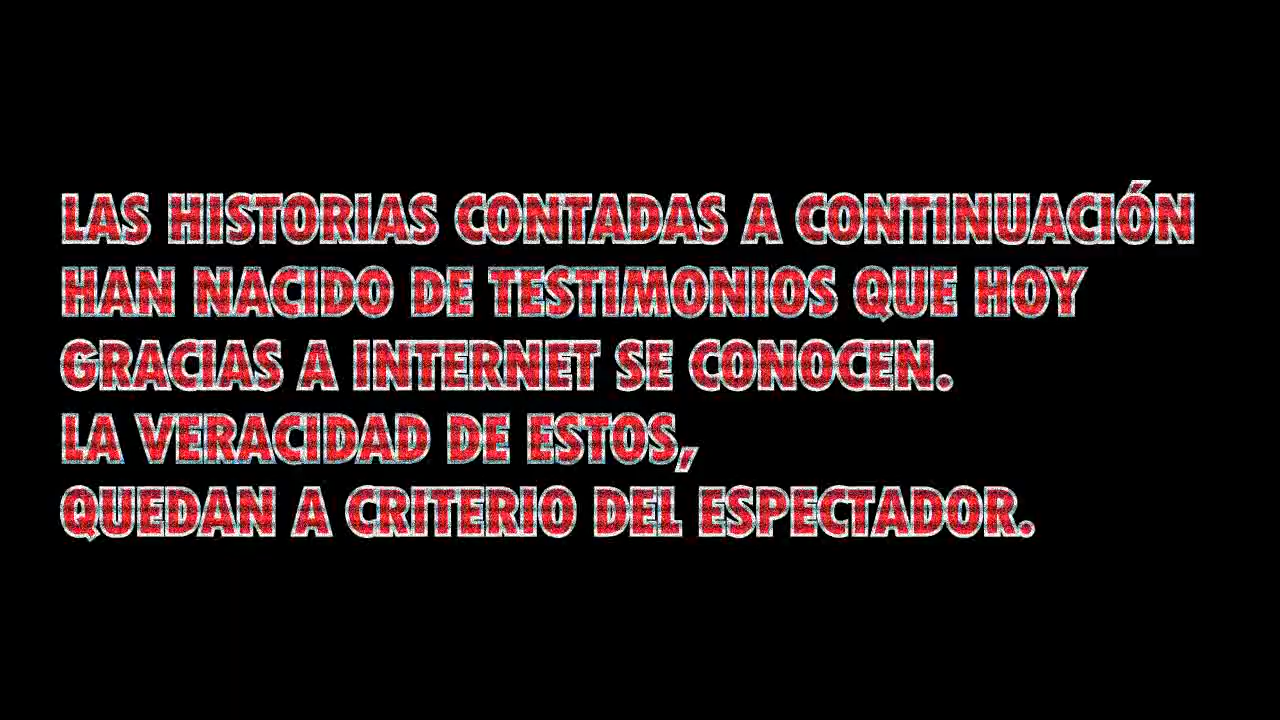 LAS HISTORIAS CONTADAS A CONTINUACIÓN
HAN NACIDO DE TESTIMONIOS QUE HOY
GRACIAS A INTERNET SE CONOCEN.
LA VERACIDAD DE ESTOS,
QUEDAN A CRITERIO DEL ESPECTADOR.